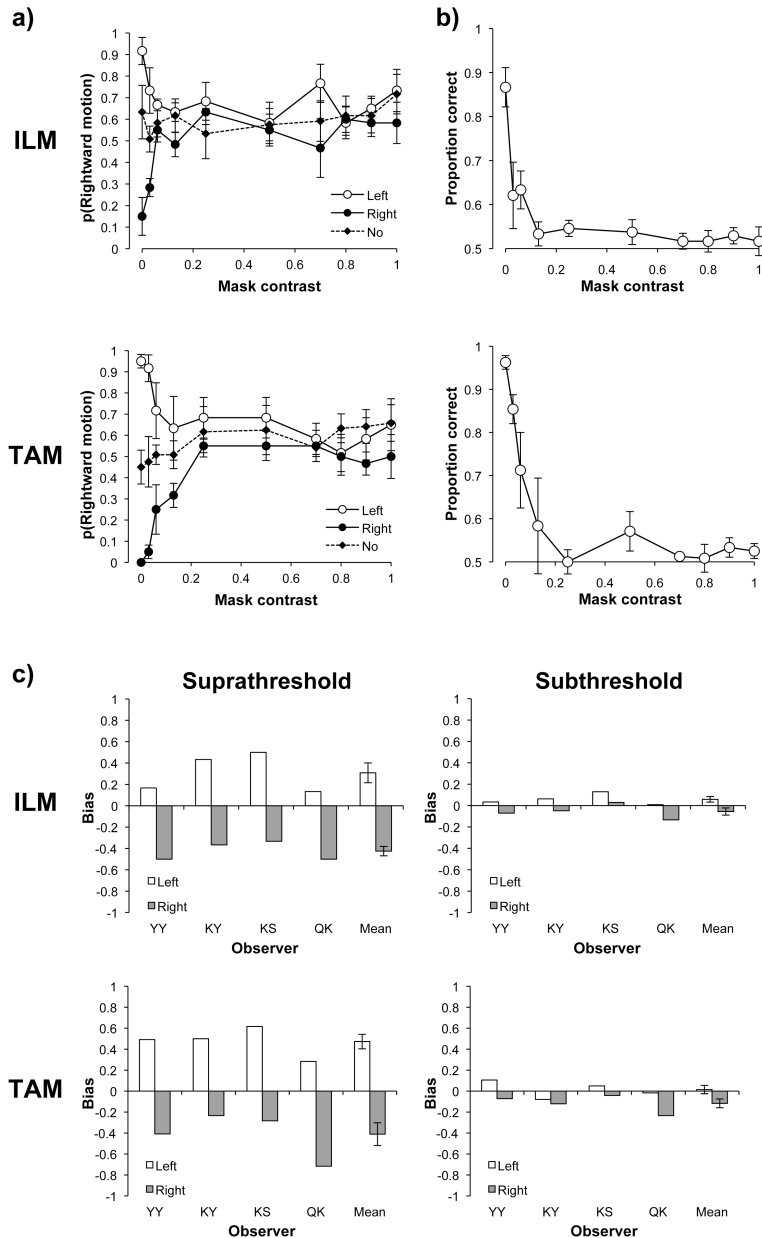 a)
ILM
p(Rightward motion)
1
0.9
0.8
0.7
0.6
0.5
0.4
0.3
0.2
0.1
0
Left
Right
No
0 0.2 0.4 0.6 0.8 1
Mask contrast
b)
Proportion correct
1
0.9
0.8
0.7
0.6
0.5
0 0.2 0.4 0.6 0.8 1
Mask contrast
TAM
p(Rightward motion)
1
0.9
0.8
0.7
0.6
0.5
0.4
0.3
0.2
0.1
0
Left
Right
No
0 0.2 0.4 0.6 0.8 1
Mask contrast
Proportion correct
1
0.9
0.8
0.7
0.6
0.5
0 0.2 0.4 0.6 0.8 1
Mask contrast
c)
Suprathreshold
ILM
Bias
1
0.8
0.6
0.4
0.2
0
-0.2
-0.4
-0.6
-0.8
-1
Left
Right
YY KY KS QK Mean
Observer
Subthreshold
Bias
1
0.8
0.6
0.4
0.2
0
-0.2
-0.4
-0.6
-0.8
-1
Left
Right
YY KY KS QK Mean
Observer
TAM
Bias
1
0.8
0.6
0.4
0.2
0
-0.2
-0.4
-0.6
-0.8
-1
Left
Right
YY KY KS QK Mean
Observer
Bias
1
0.8
0.6
0.4
0.2
0
-0.2
-0.4
-0.6
-0.8
-1
Left
Right
YY KY KS QK Mean
Observer